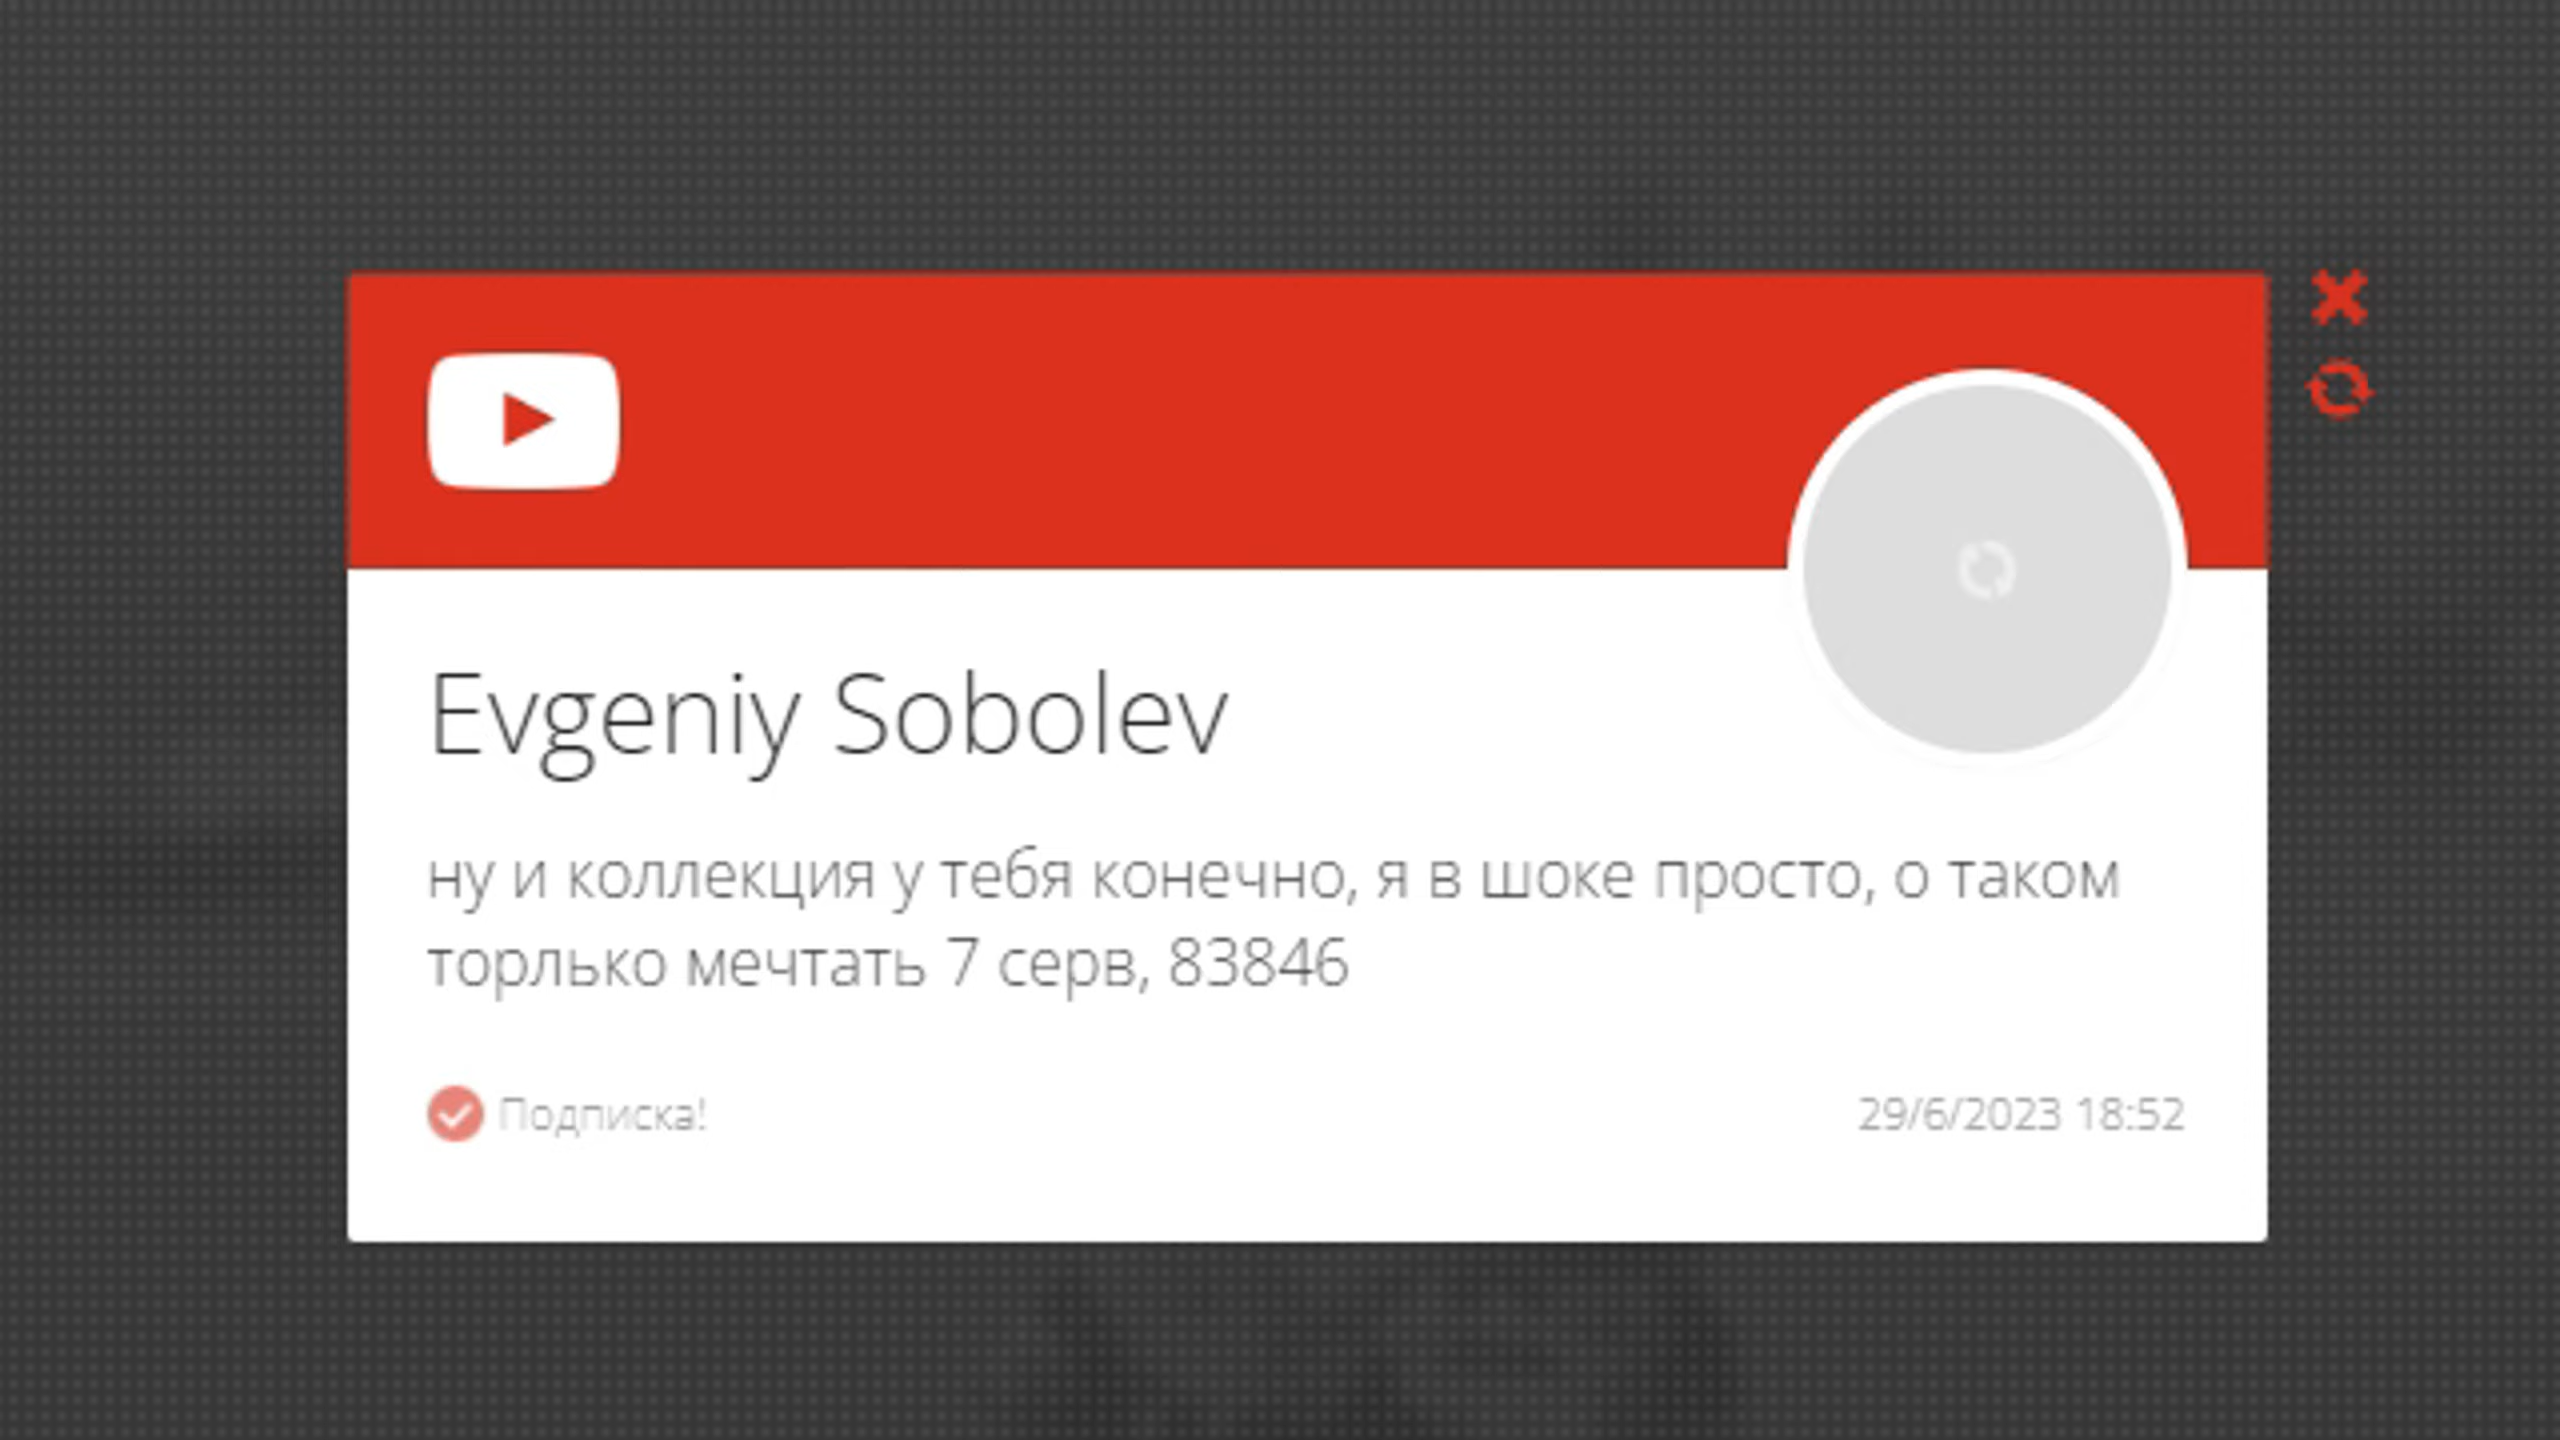 Evgeniy Sobolev
ну и коллекция у тебя конечно, я в шоке просто, о таком
торлько мечтать 7 серв, 83846
Подписка!
29/6/2023 18:52